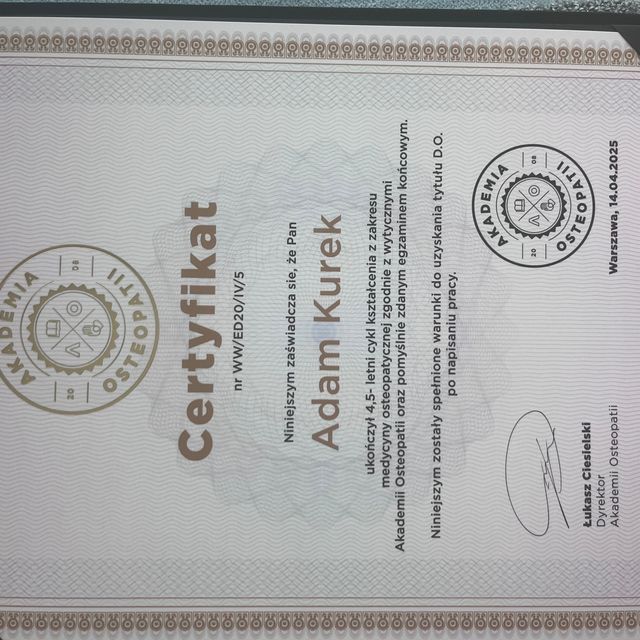 AKADEMIA
20 08
OSTEOPATII
Certyfikat
nr WW/ED20/IV/5
Niniejszym zaświadcza sie, że Pan
Adam Kurek
ukończył 4,5- letni cykl kształcenia z zakresu
medycyny osteopatycznej zgodnie z wytycznymi
Akademii Osteopatii oraz pomyślnie zdanym egzaminem końcowym.
Niniejszym zostały spełnione warunki do uzyskania tytułu D.O.
po napisaniu pracy.
Łukasz Ciesielski
Dyrektor
Akademii Osteopatii
AKADEMIA
20 08
OSTEOPATII
Warszawa, 14.04.2025